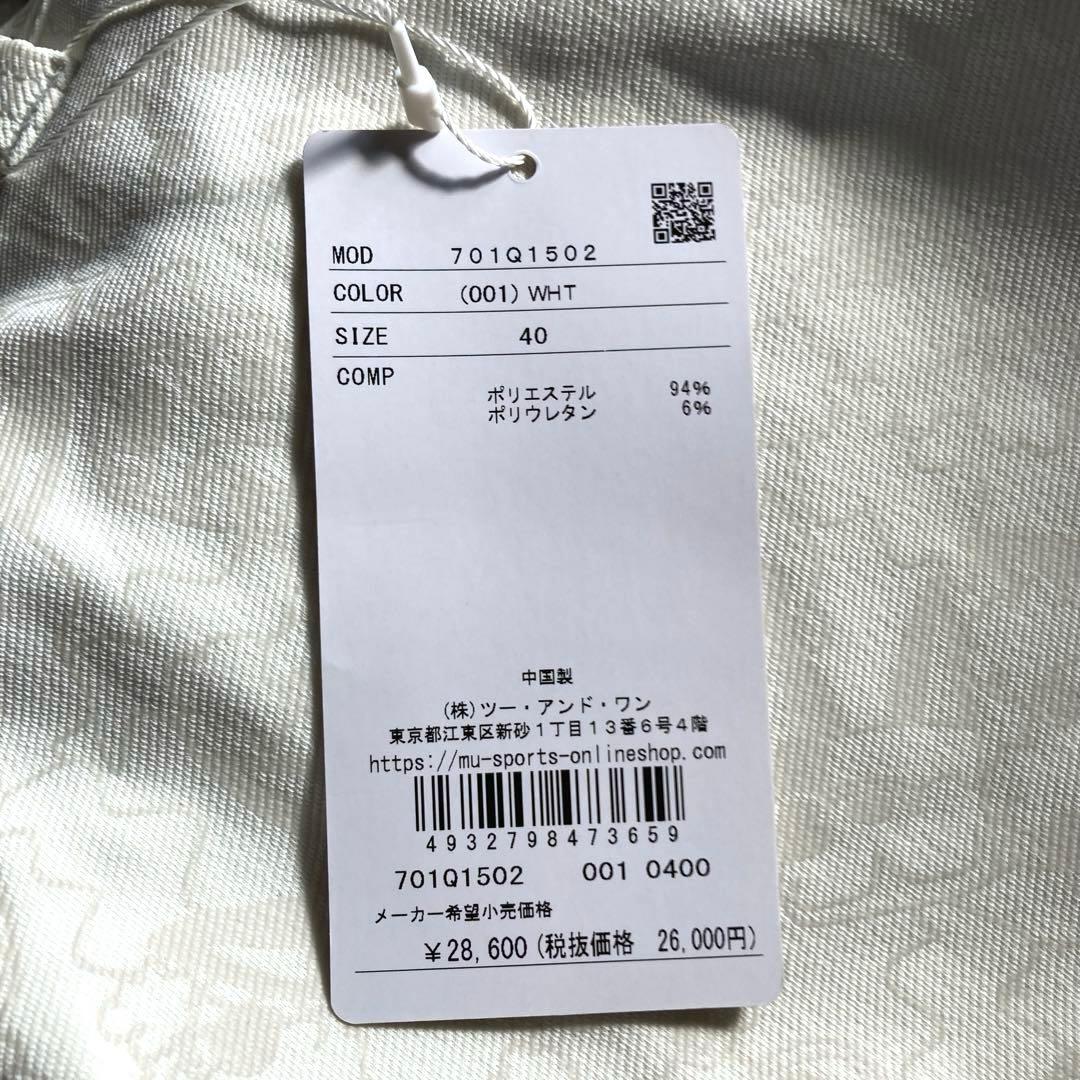 MOD 701Q1502
COLOR (001) WHT
SIZE 40
COMP
ポリエステル 94%
ポリウレタン 6%
中国製
(株)ツー・アンド・ワン
東京都江東区新砂1丁目13番6号4階
https://mu-sports-onlineshop.com
4932798473659
701Q1502 001 0400
メーカー希望小売価格
¥28,600(税抜価格 26,000円)